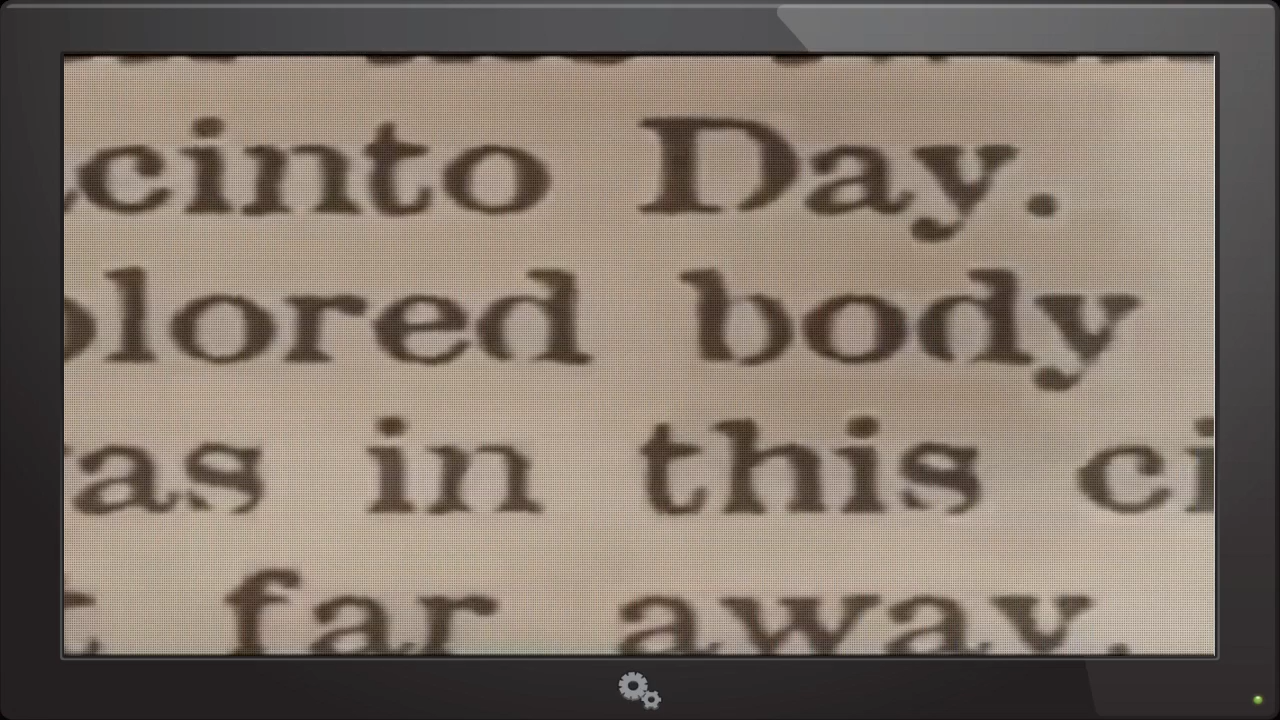 cinto Day.
lored body
as in this ci
far away.